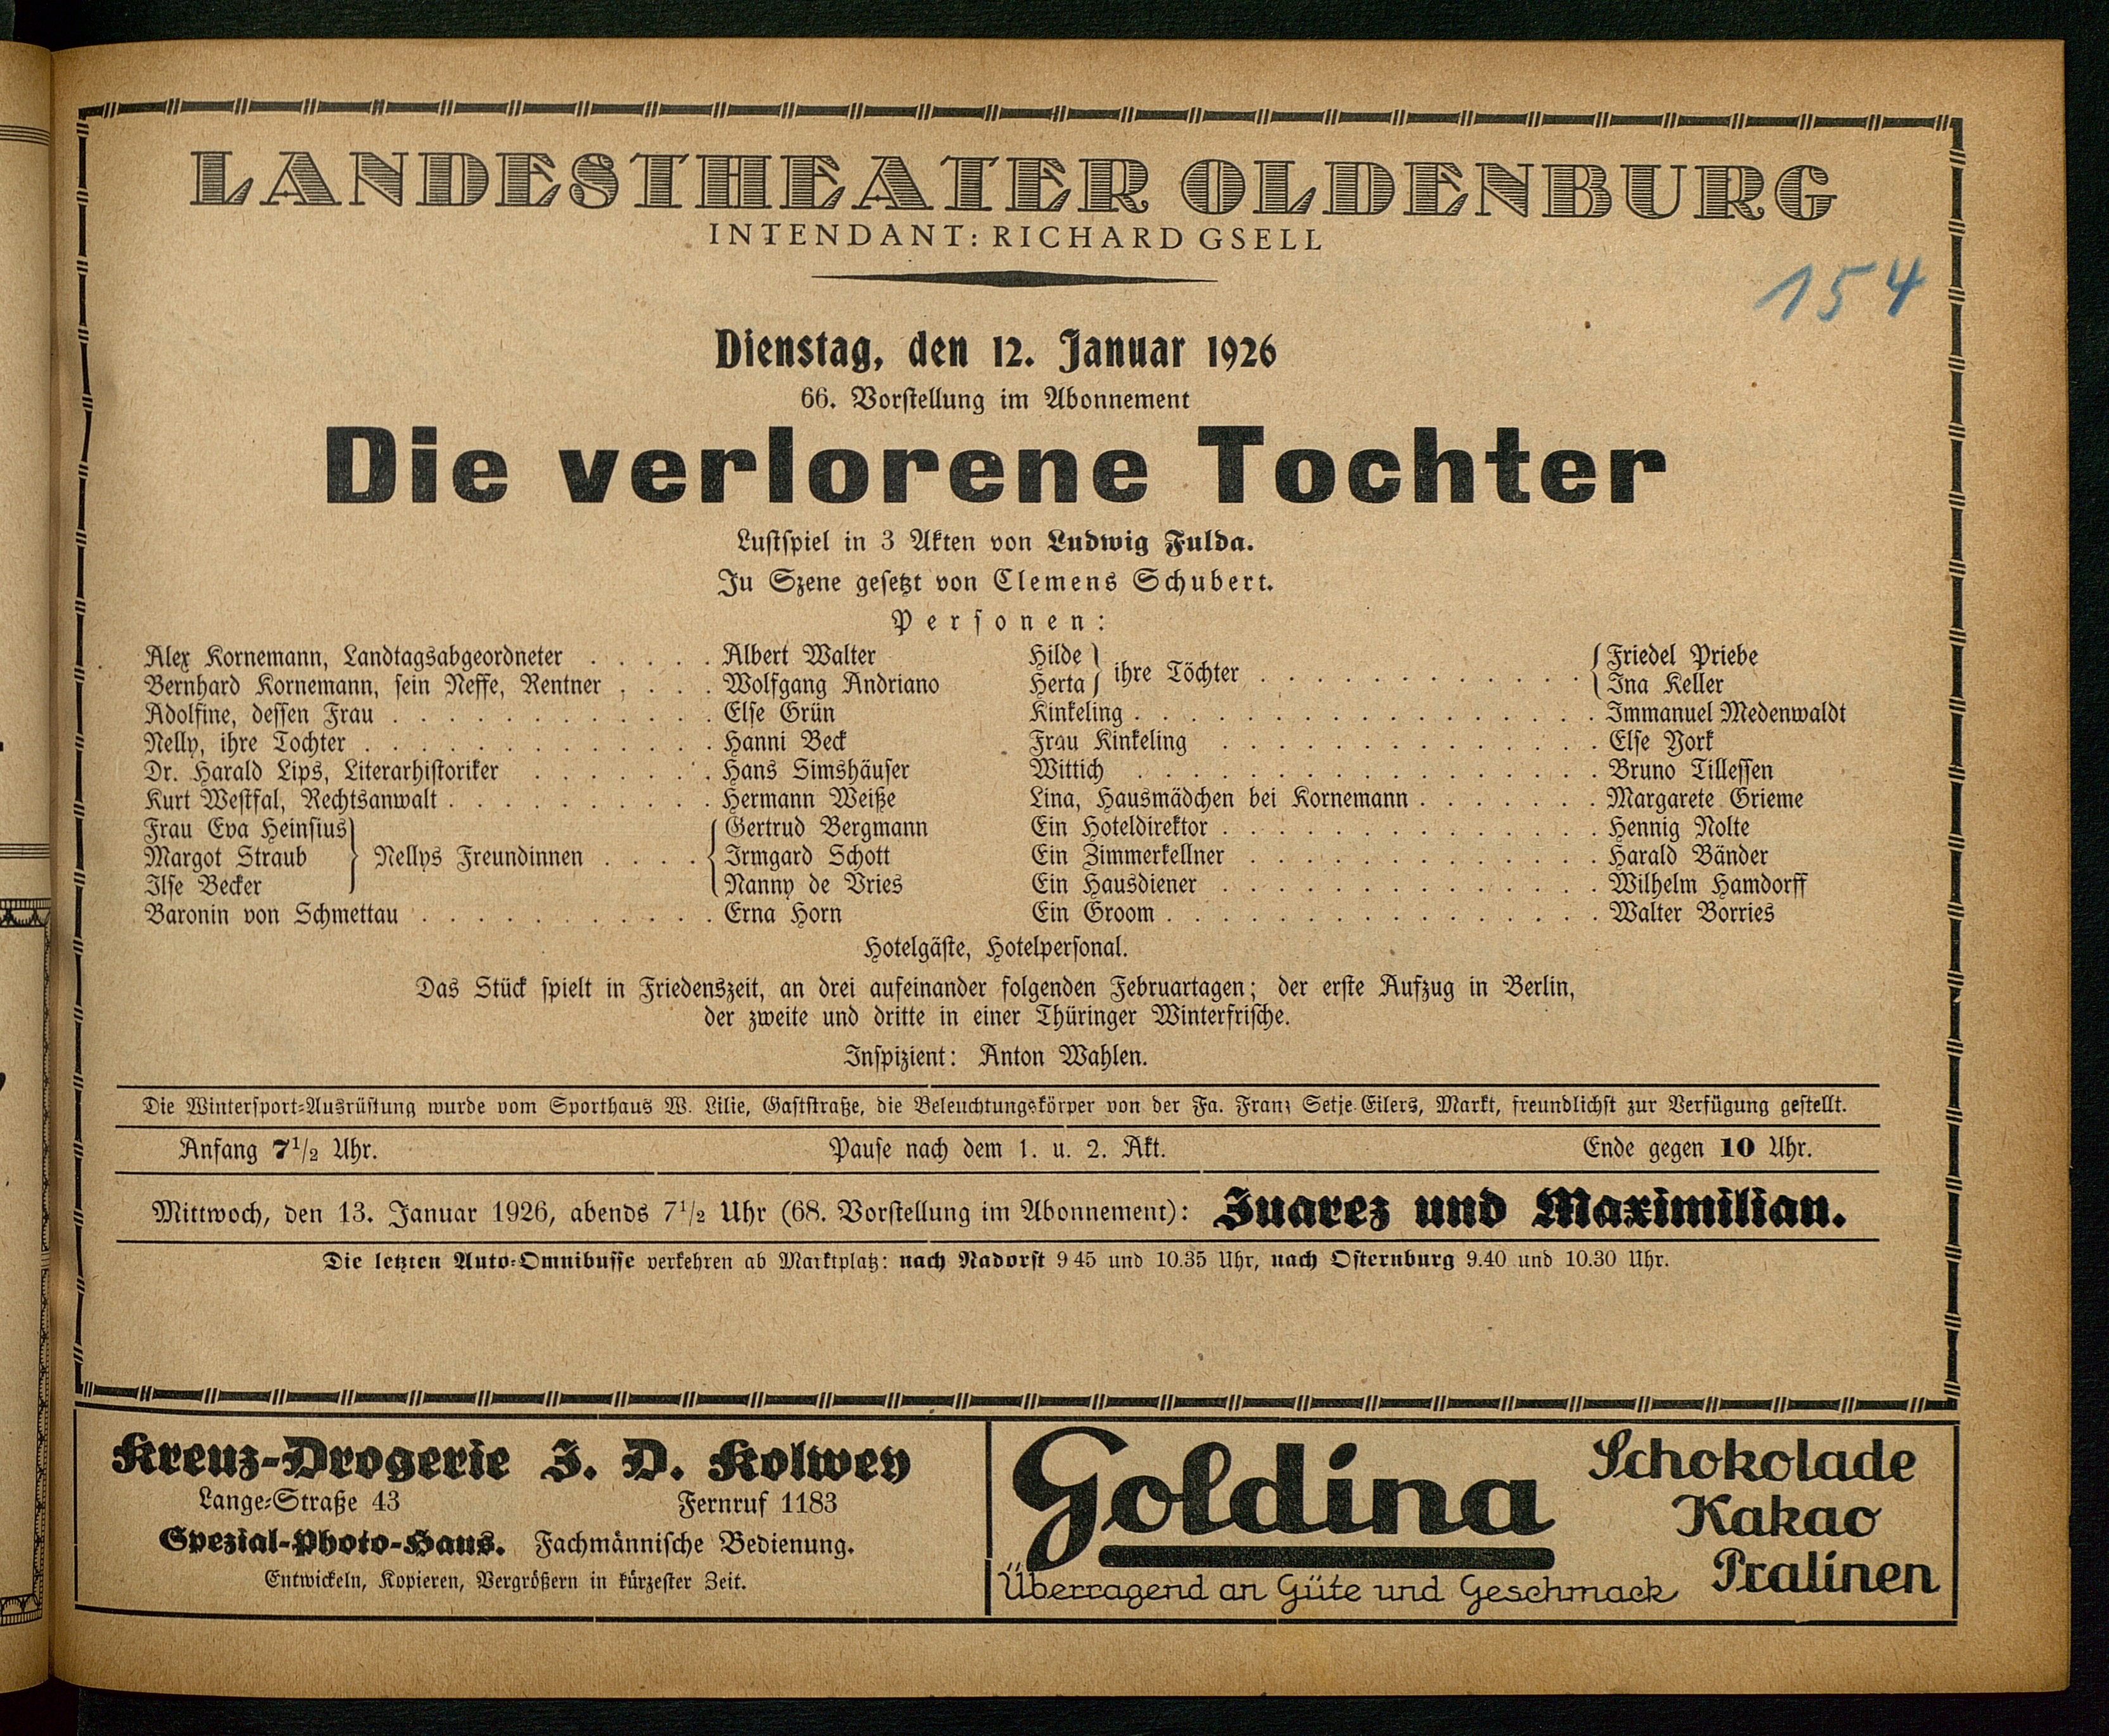 LANDESTHEATER OLDENBURG
INTENDANT: RICHARD GSELL
154
Dienstag, den 12. Januar 1926
66. Vorstellung im Abonnement
Die verlorene Tochter
Lustspiel in 3 Akten von Ludwig Fulda.
In Szene gesetzt von Clemens Schubert.
Personen:
Alex Kornemann, Landtagsabgeordneter . . . . . Albert Walter
Bernhard Kornemann, sein Neffe, Rentner . . . . Wolfgang Andriano
Adolfine, dessen Frau . . . . . . . . . . . . Else Grün
Nelly, ihre Tochter . . . . . . . . . . . . . Hanni Beck
Dr. Harald Lips, Literarhistoriker . . . . . . . Hans Simshäuser
Kurt Westfal, Rechtsanwalt . . . . . . . . . . Hermann Weiße
Frau Eva Heinsius } { Gertrud Bergmann
Margot Straub } Nellys Freundinnen . . . . { Irmgard Schott
Ilse Becker } { Nanny de Vries
Baronin von Schmettau . . . . . . . . . . . Erna Horn
Hilde } { Friedel Priebe
Herta } ihre Töchter . . . . . . . . . . . . { Ina Keller
Kinkeling . . . . . . . . . . . . . . . . . Immanuel Medenwaldt
Frau Kinkeling . . . . . . . . . . . . . . Else York
Wittich . . . . . . . . . . . . . . . . . Bruno Tillessen
Lina, Hausmädchen bei Kornemann . . . . . . . Margarete Grieme
Ein Hoteldirektor . . . . . . . . . . . . . . Hennig Nolte
Ein Zimmerkellner . . . . . . . . . . . . . Harald Bänder
Ein Hausdiener . . . . . . . . . . . . . . Wilhelm Hamdorff
Ein Groom . . . . . . . . . . . . . . . . Walter Borries
Hotelgäste, Hotelpersonal.
Das Stück spielt in Friedenszeit, an drei aufeinander folgenden Februartagen; der erste Aufzug in Berlin,
der zweite und dritte in einer Thüringer Winterfrische.
Inspizient: Anton Wahlen.
Die Wintersport-Ausrüstung wurde vom Sporthaus W. Lilie, Gaststraße, die Beleuchtungskörper von der Fa. Franz Setje-Eilers, Markt, freundlichst zur Verfügung gestellt.
Anfang 7 1/2 Uhr. Pause nach dem 1. u. 2. Akt. Ende gegen 10 Uhr.
Mittwoch, den 13. Januar 1926, abends 7 1/2 Uhr (68. Vorstellung im Abonnement): Juarez und Maximilian.
Die letzten Auto-Omnibusse verkehren ab Marktplatz: nach Nadorst 9 45 und 10.35 Uhr, nach Osternburg 9.40 und 10.30 Uhr.
Kreuz-Drogerie J. D. Kolwey
Lange-Straße 43 Fernruf 1183
Spezial-Photo-Haus. Fachmännische Bedienung.
Entwickeln, Kopieren, Vergrößern in kürzester Zeit.
Goldina
Überragend an Güte und Geschmack
Schokolade
Kakao
Pralinen